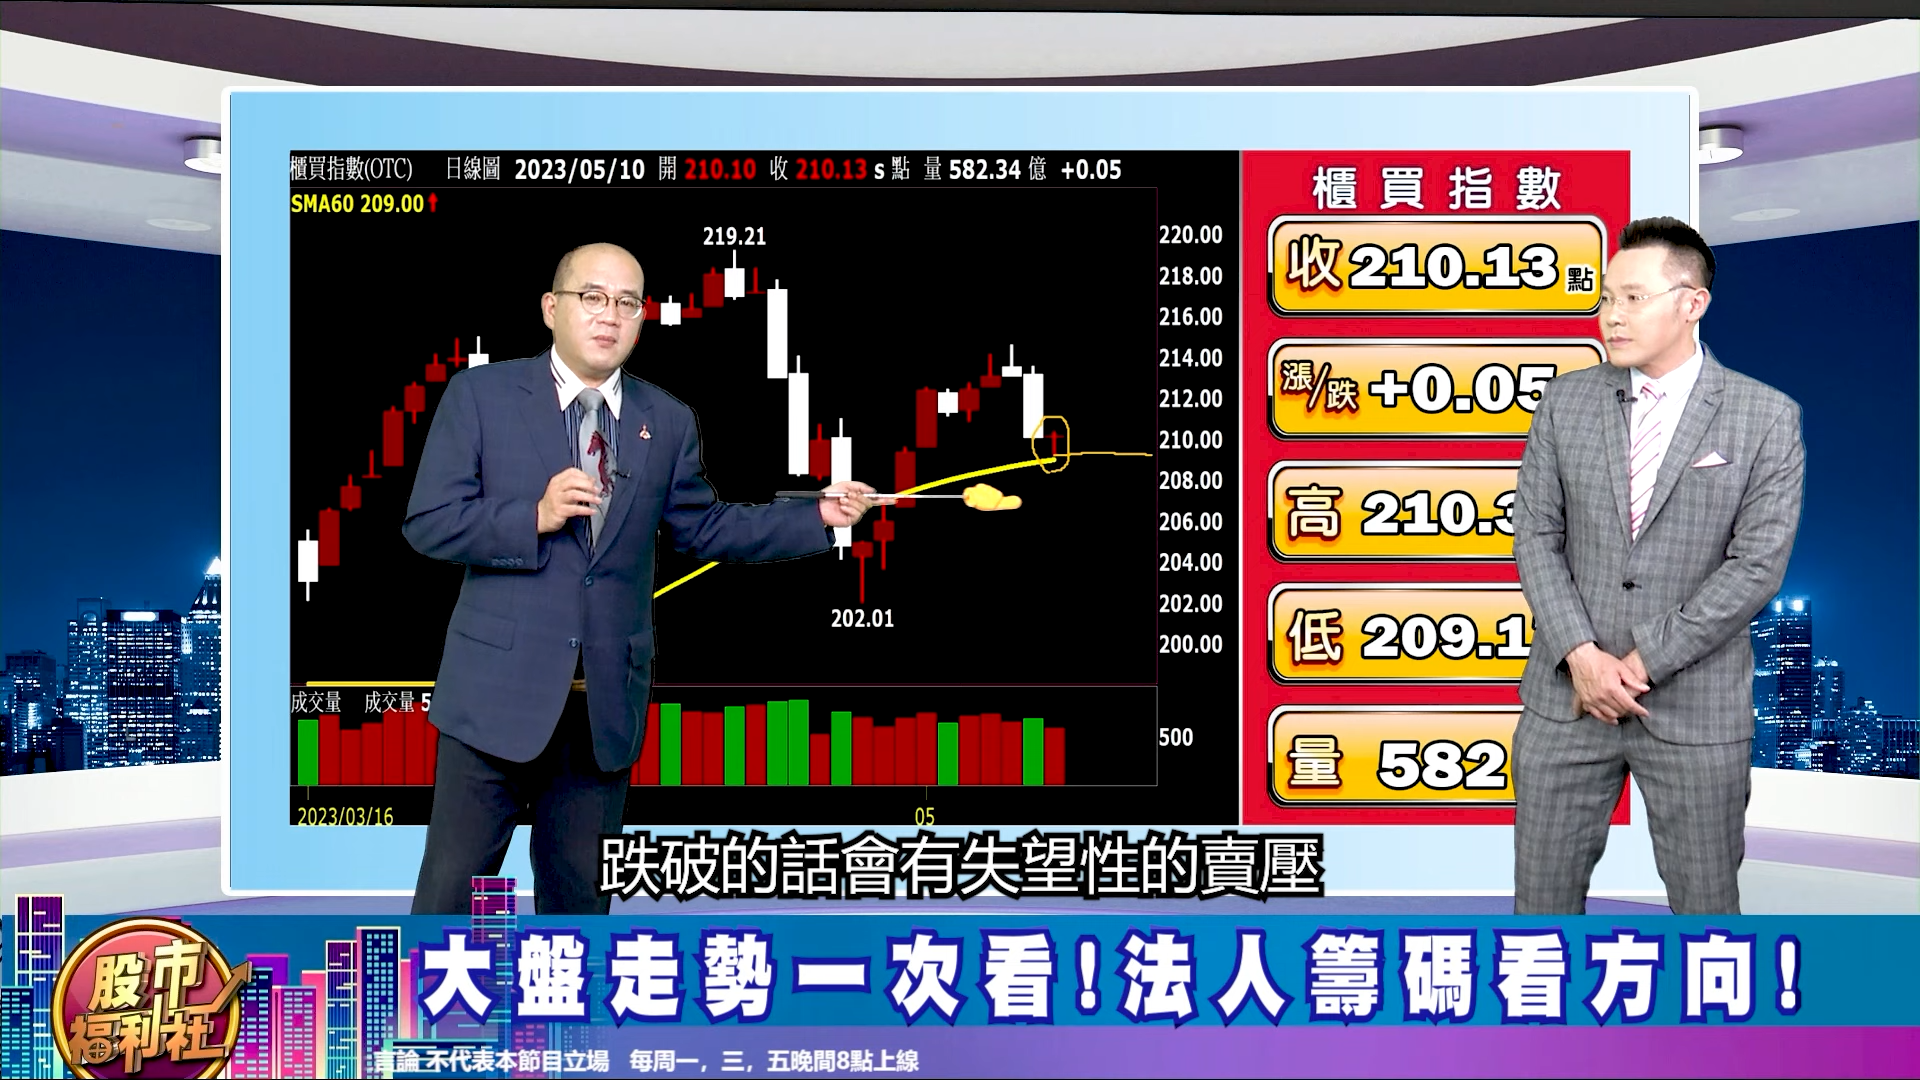 櫃買指數(OTC) 日線圖 2023/05/10 開 210.10 收 210.13 s 點 量 582.34 億 +0.05
SMA60 209.00↑
219.21
202.01
220.00
218.00
216.00
214.00
212.00
210.00
208.00
206.00
204.00
202.00
200.00
成交量 成交量 5
500
2023/03/16
05
櫃買指數
收 210.13 點
漲/跌 +0.05
高 210.3
低 209.1
量 582
跌破的話會有失望性的賣壓
大盤走勢一次看!法人籌碼看方向!
股市
福利社
言論 不代表本節目立場 每周一，三，五晚間8點上線